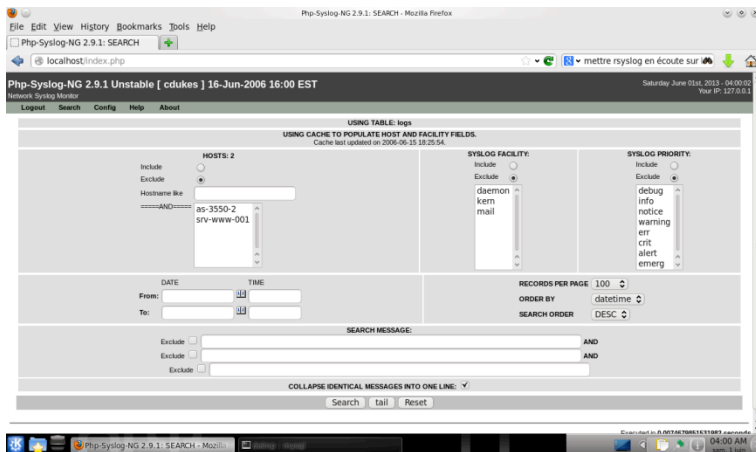 Php-Syslog-NG 2.9.1: SEARCH - Mozilla Firefox
File Edit View History Bookmarks Tools Help
Php-Syslog-NG 2.9.1: SEARCH
localhost/index.php
mettre rsyslog en écoute sur
Php-Syslog-NG 2.9.1 Unstable [ cdukes ] 16-Jun-2006 16:00 EST
Saturday June 01st, 2013 - 04:00:02
Network Syslog Monitor
Your IP: 127.0.0.1
Logout Search Config Help About
USING TABLE: logs
USING CACHE TO POPULATE HOST AND FACILITY FIELDS.
Cache last updated on 2006-06-15 18:25:54.
HOSTS: 2
Include
Exclude
Hostname like
=====AND=====
as-3550-2
srv-www-001
SYSLOG FACILITY:
Include
Exclude
daemon
kern
mail
SYSLOG PRIORITY:
Include
Exclude
debug
info
notice
warning
err
crit
alert
emerg
DATE TIME
From:
To:
RECORDS PER PAGE 100
ORDER BY datetime
SEARCH ORDER DESC
SEARCH MESSAGE:
Exclude AND
Exclude AND
Exclude
COLLAPSE IDENTICAL MESSAGES INTO ONE LINE:
Search tail Reset
Php-Syslog-NG 2.9.1: SEARCH - Mozilla
04:00 AM